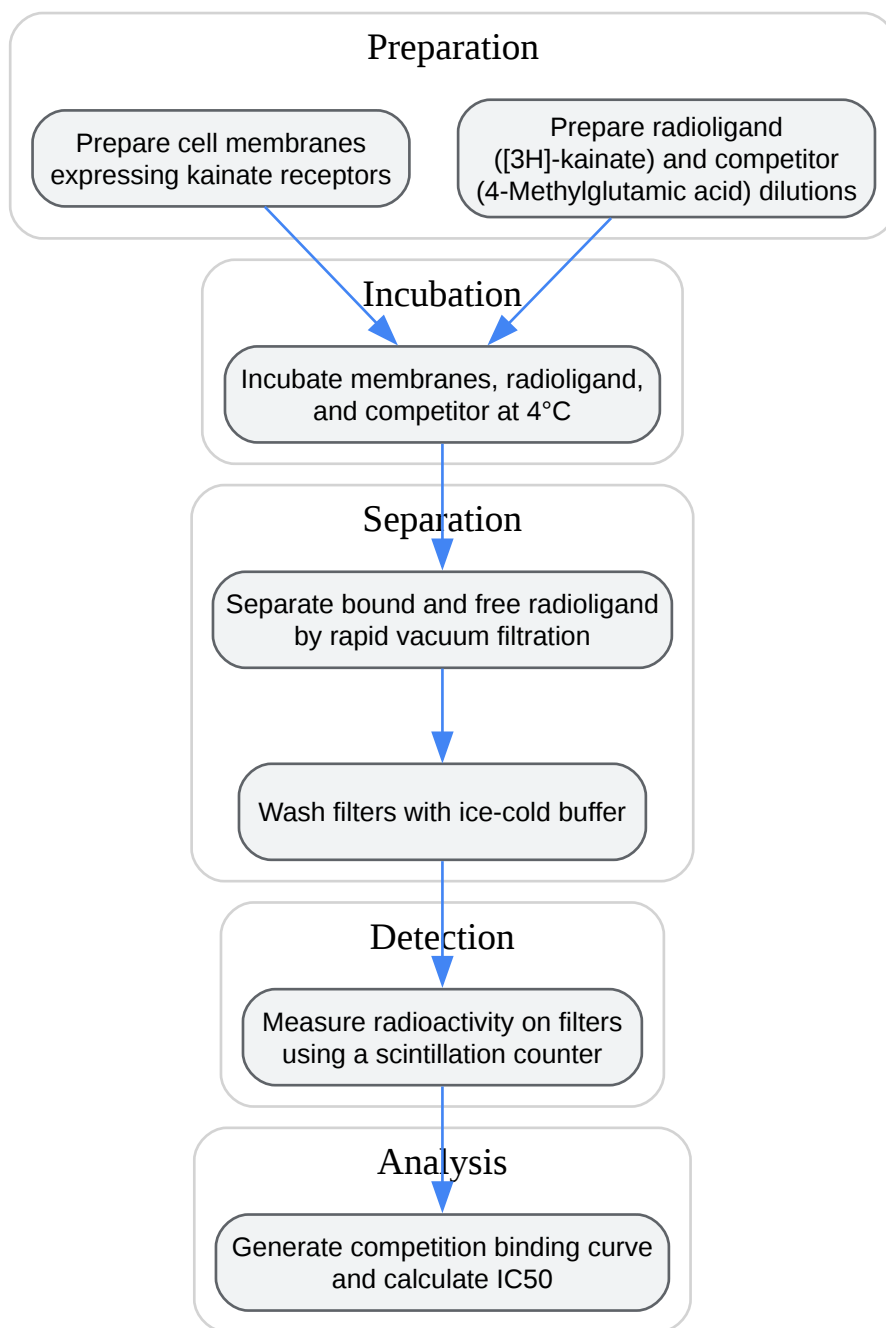 Preparation
Prepare cell membranes
expressing kainate receptors
Prepare radioligand
([3H]-kainate) and competitor
(4-Methylglutamic acid) dilutions
Incubation
Incubate membranes, radioligand,
and competitor at 4°C
Separation
Separate bound and free radioligand
by rapid vacuum filtration
Wash filters with ice-cold buffer
Detection
Measure radioactivity on filters
using a scintillation counter
Analysis
Generate competition binding curve
and calculate IC50